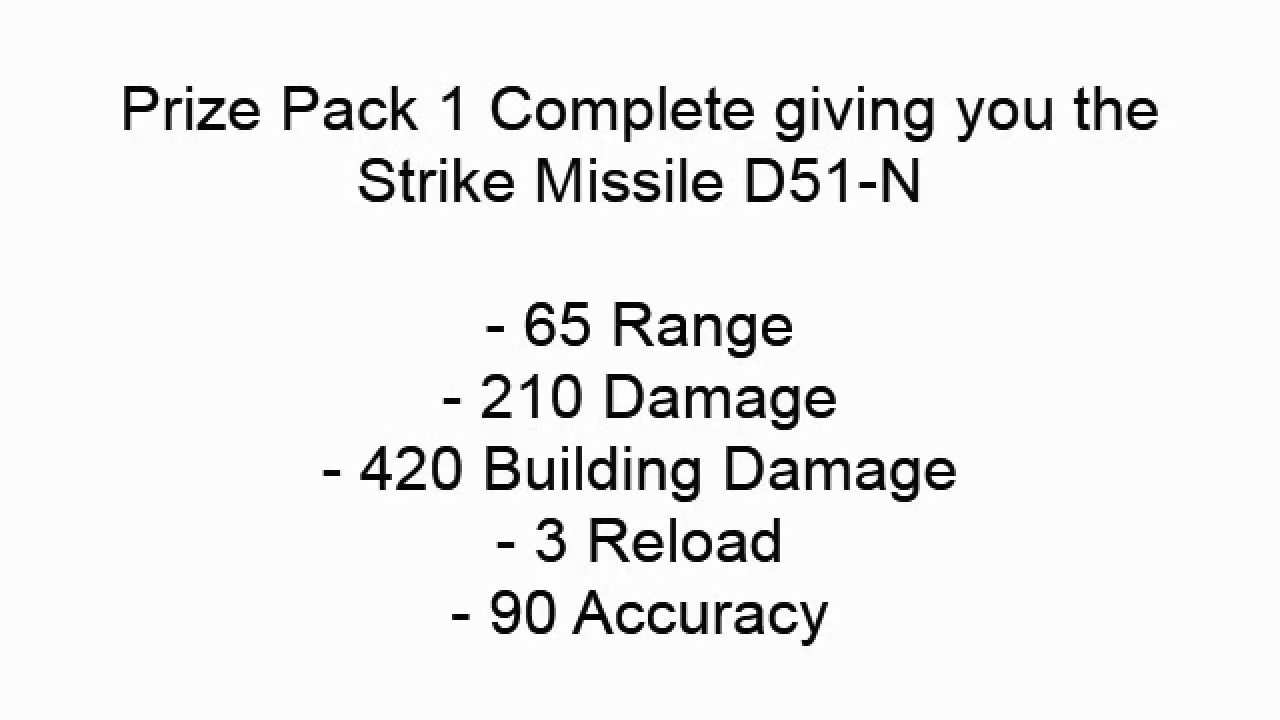 Prize Pack 1 Complete giving you the
Strike Missile D51-N
- 65 Range
- 210 Damage
- 420 Building Damage
- 3 Reload
- 90 Accuracy